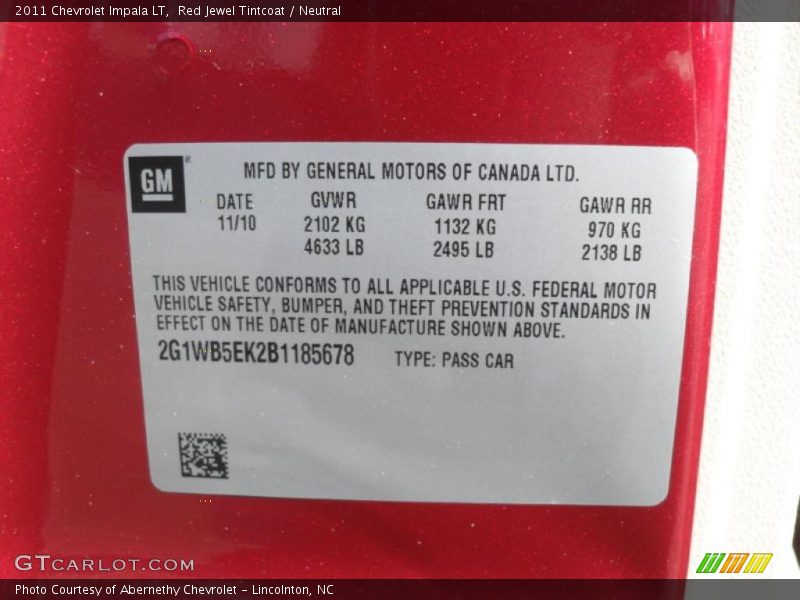 2011 Chevrolet Impala LT, Red Jewel Tintcoat / Neutral
GM
MFD BY GENERAL MOTORS OF CANADA LTD.
DATE GVWR GAWR FRT GAWR RR
11/10 2102 KG 1132 KG 970 KG
4633 LB 2495 LB 2138 LB
THIS VEHICLE CONFORMS TO ALL APPLICABLE U.S. FEDERAL MOTOR
VEHICLE SAFETY, BUMPER, AND THEFT PREVENTION STANDARDS IN
EFFECT ON THE DATE OF MANUFACTURE SHOWN ABOVE.
2G1WB5EK2B1185678 TYPE: PASS CAR
GTCARLOT.COM
Photo Courtesy of Abernethy Chevrolet - Lincolnton, NC